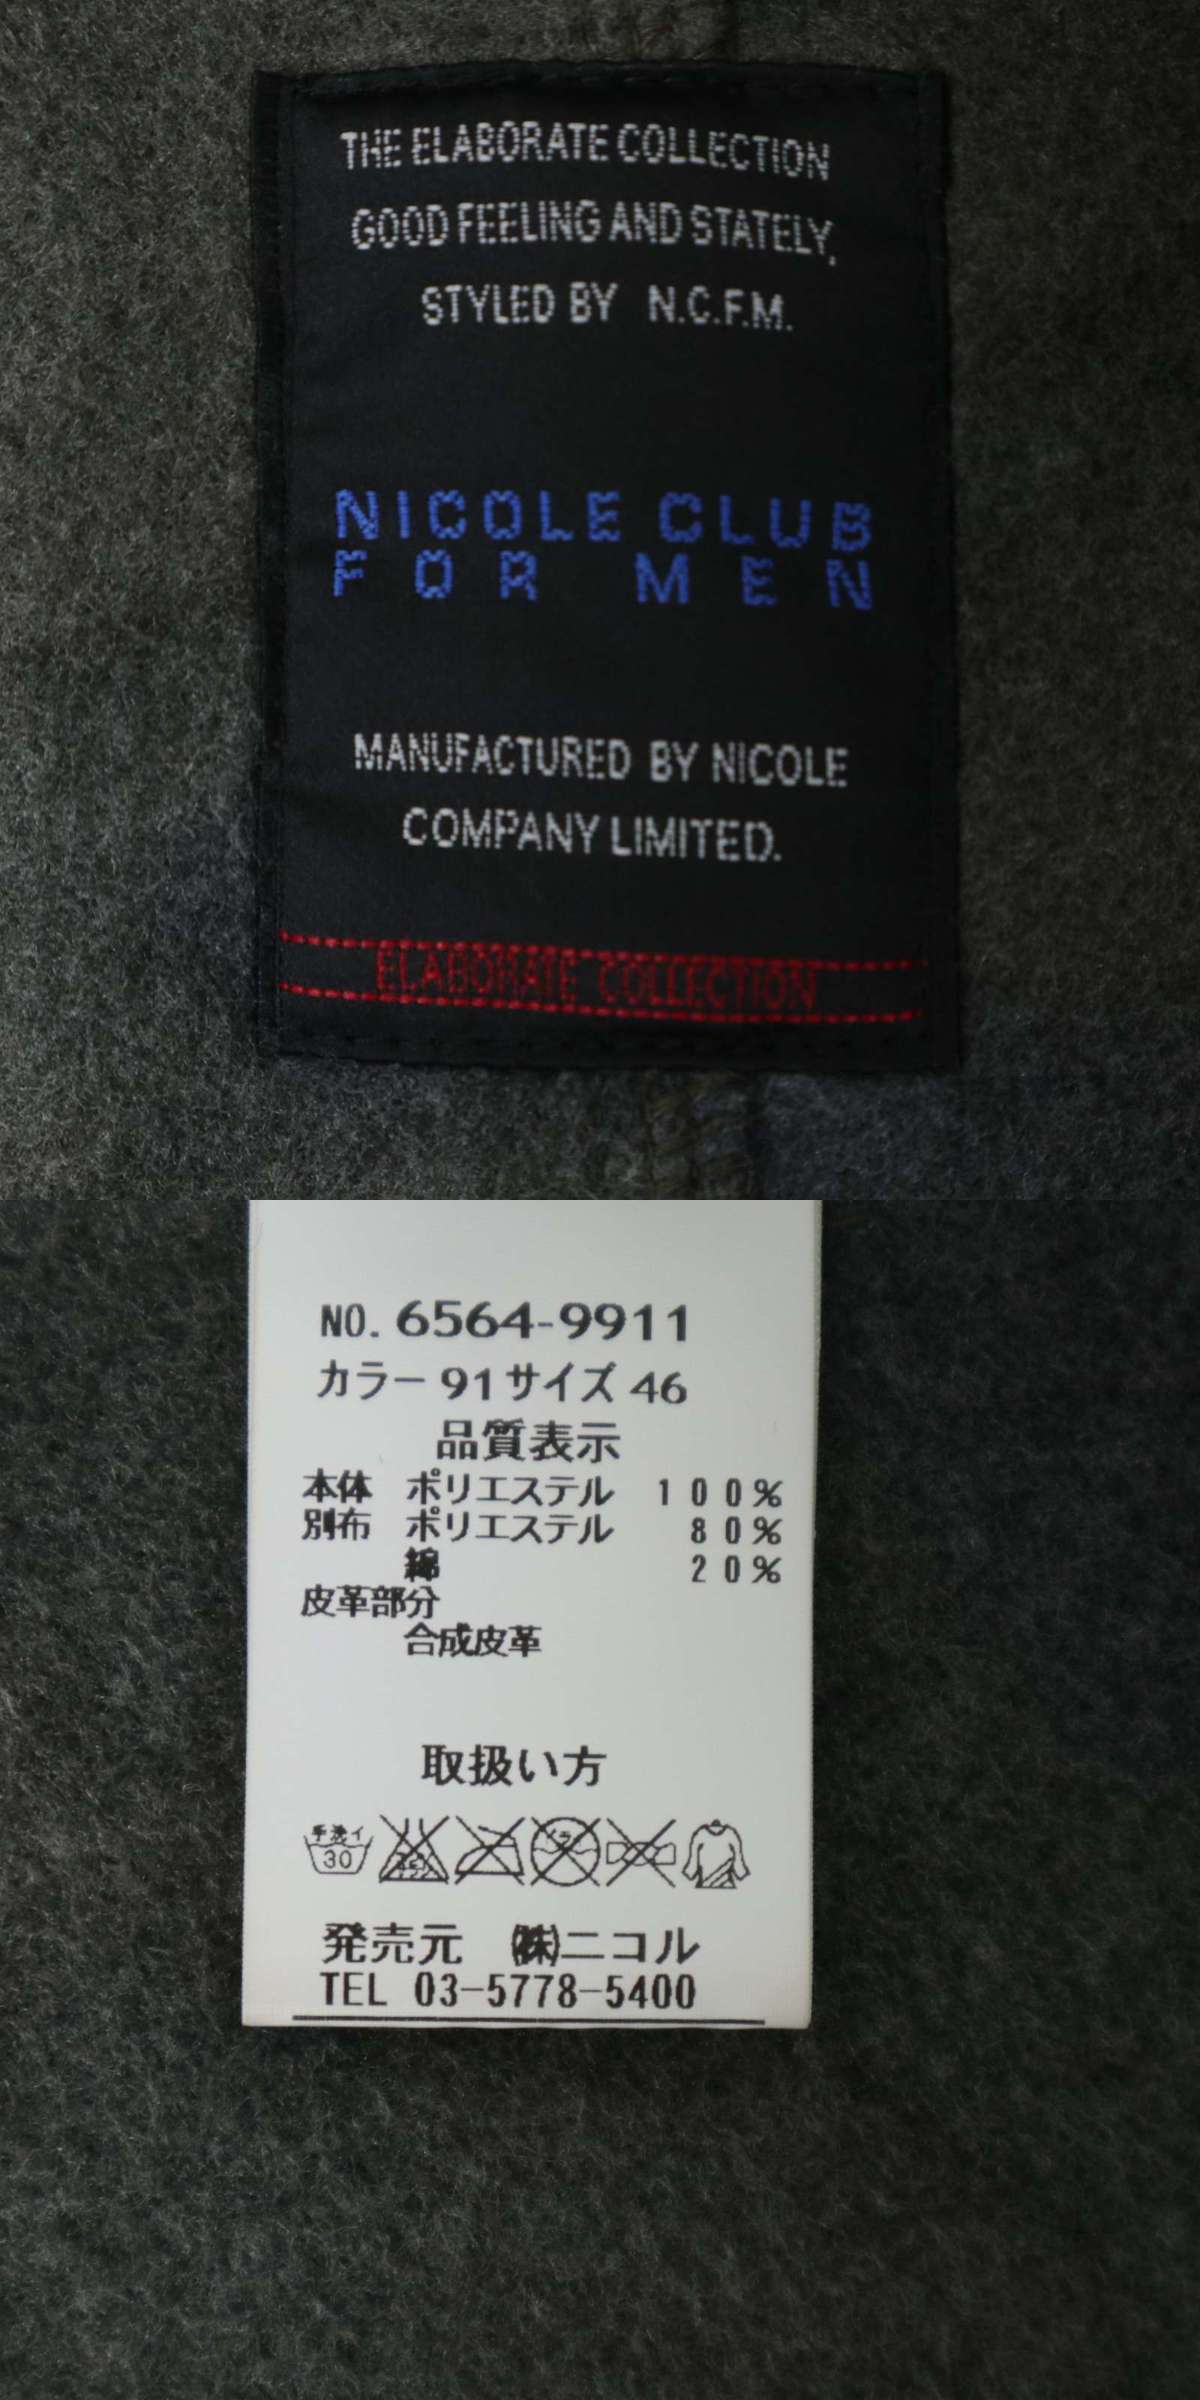 THE ELABORATE COLLECTION
GOOD FEELING AND STATELY,
STYLED BY N.C.F.M.
NICOLE CLUB
FOR MEN
MANUFACTURED BY NICOLE
COMPANY LIMITED.
ELABORATE COLLECTION
NO. 6564-9911
カラー 91 サイズ 46
品質表示
本体 ポリエステル 100%
別布 ポリエステル 80%
綿 20%
皮革部分
合成皮革
取扱い方
手洗イ
30
発売元 ㈱ニコル
TEL 03-5778-5400